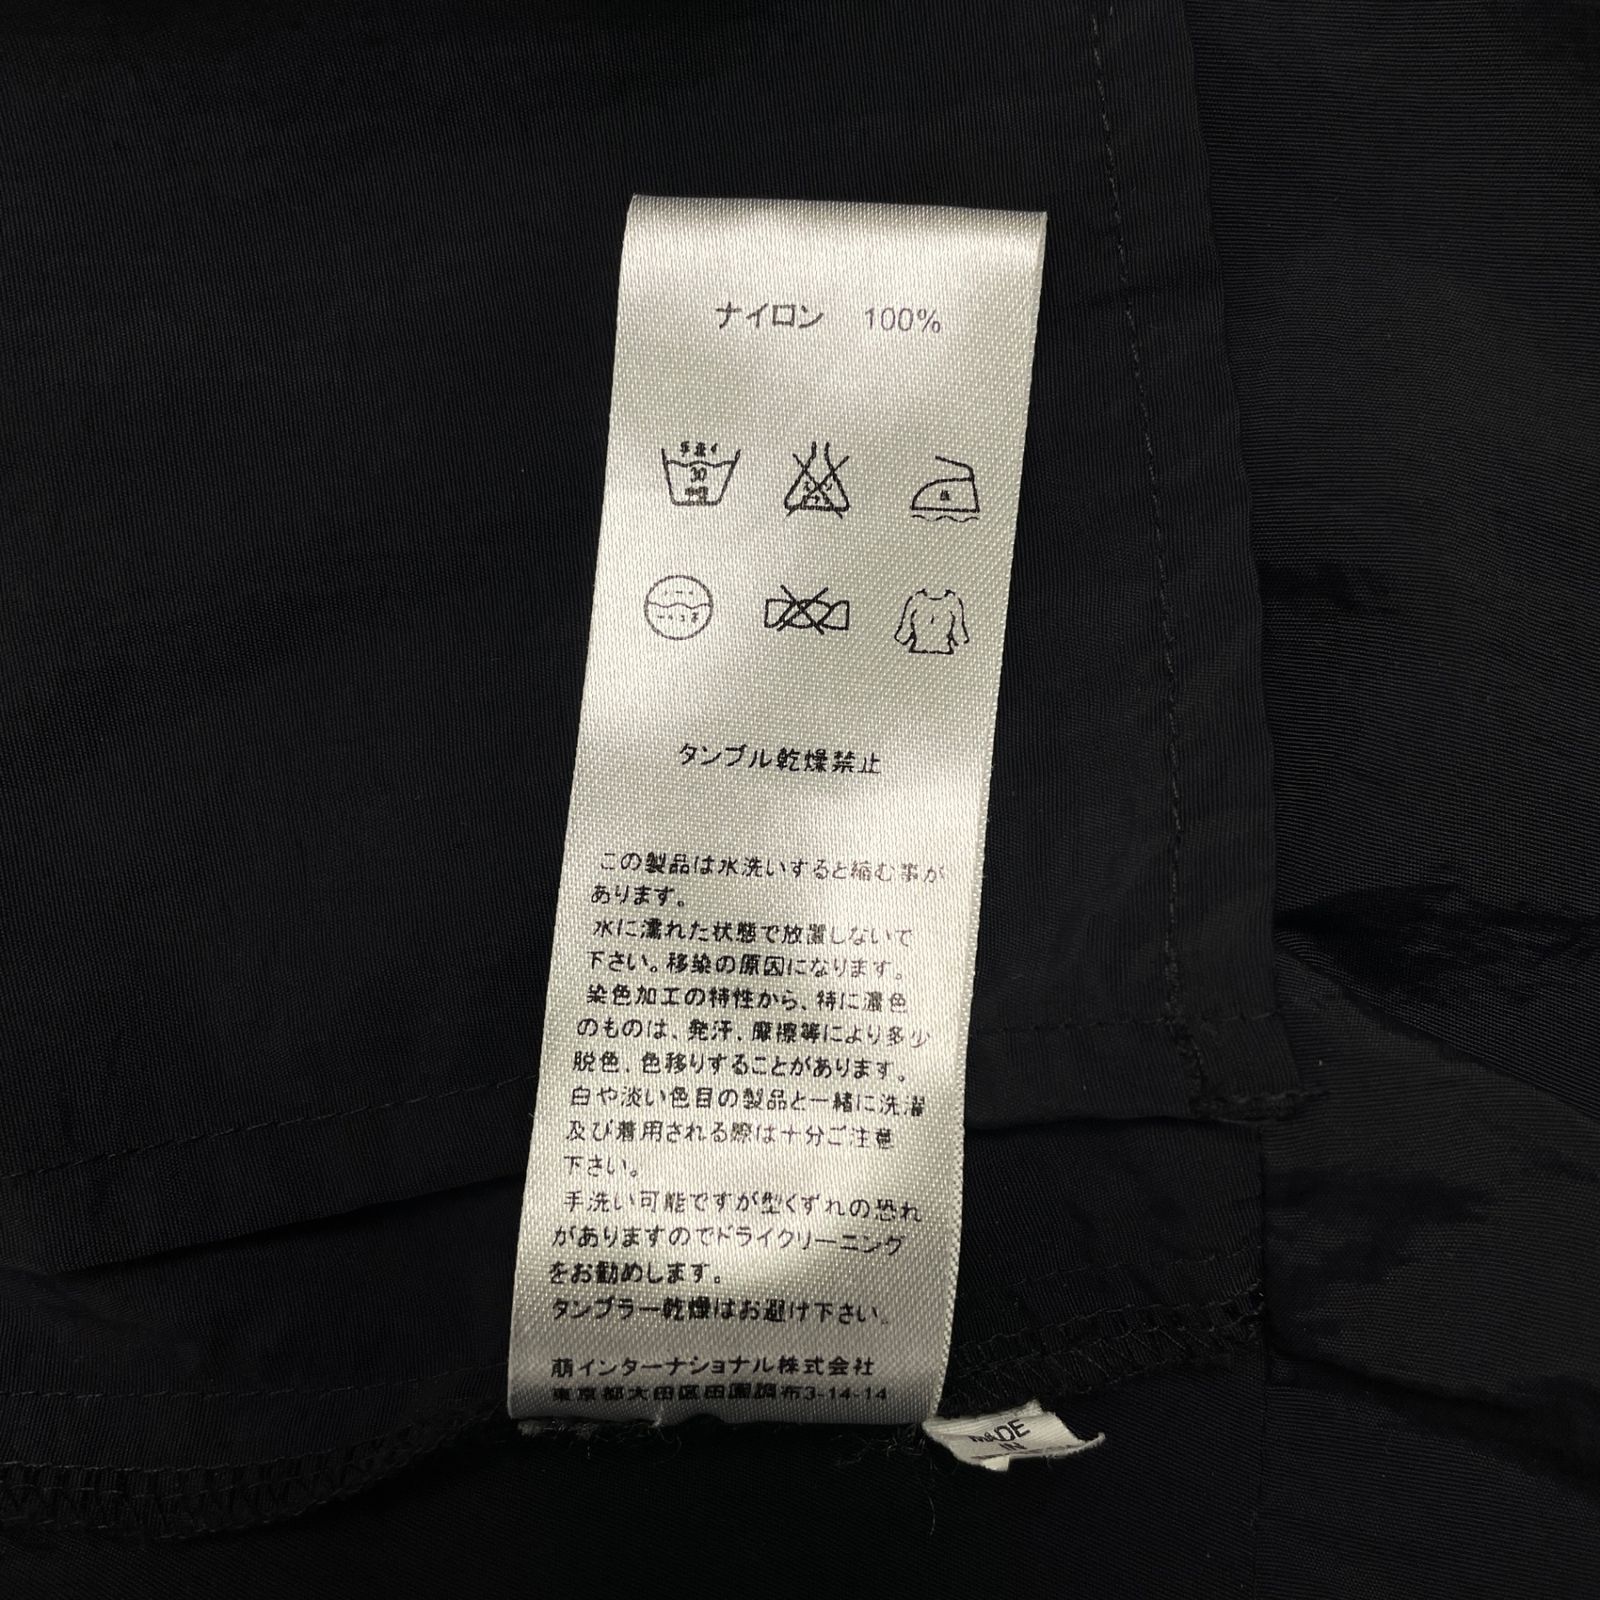 ナイロン 100%
手洗イ
30
タンブル乾燥禁止
この製品は水洗いすると縮む事が
あります。
水に濡れた状態で放置しないで
下さい。移染の原因になります。
染色加工の特性から、特に濃色
のものは、発汗、摩擦等により多少
脱色、色移りすることがあります。
白や淡い色目の製品と一緒に洗濯
及び着用される際は十分ご注意
下さい。
手洗い可能ですが型くずれの恐れ
がありますのでドライクリーニング
をお勧めします。
タンブラー乾燥はお避け下さい。
萠インターナショナル株式会社
東京都大田区田園調布3-14-14
MADE
IN